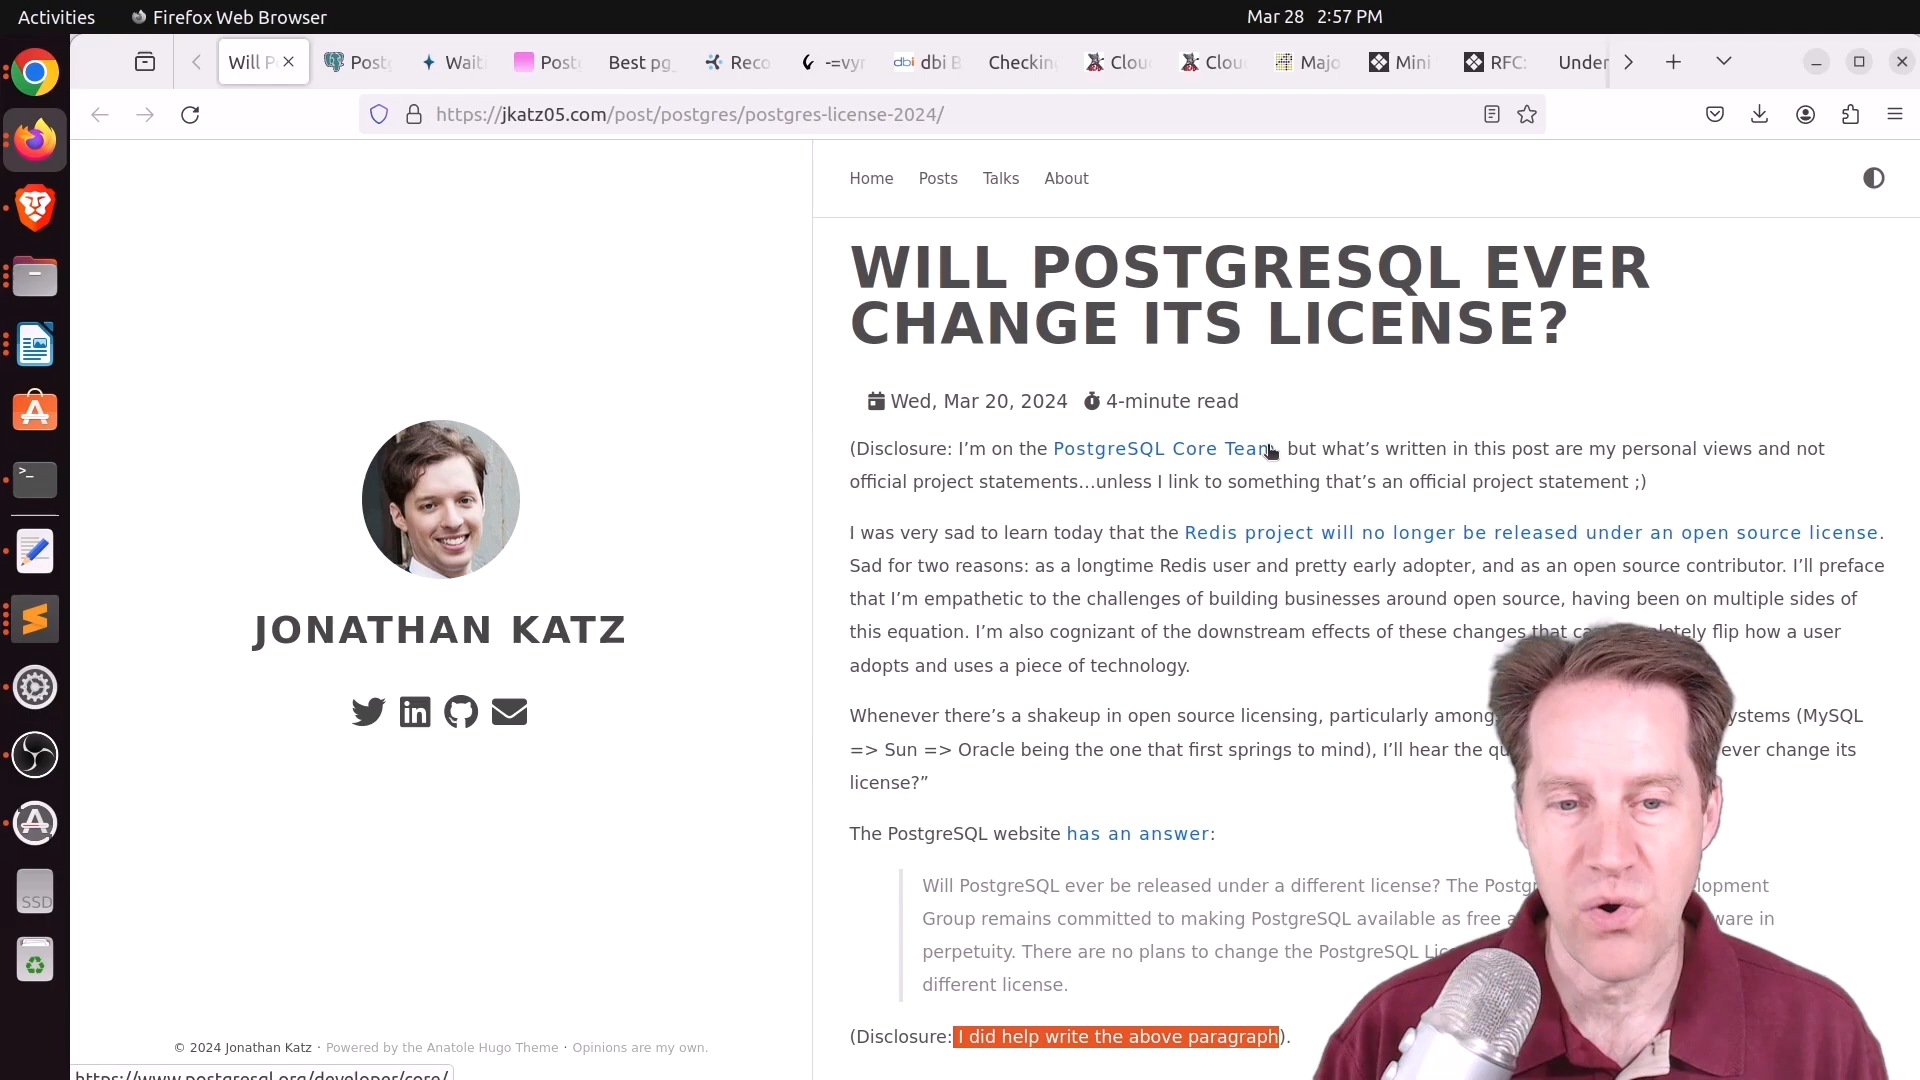 Activities
Firefox Web Browser
Mar 28 2:57 PM
Will P
Postg
Wait
Postg
Best pg_
Reco
-=vyr
dbi B
Checkin
Clou
Clou
Majo
Mini
RFC:
Under
https://jkatz05.com/post/postgres/postgres-license-2024/
Home Posts Talks About
WILL POSTGRESQL EVER
CHANGE ITS LICENSE?
Wed, Mar 20, 2024 4-minute read
(Disclosure: I’m on the PostgreSQL Core Team, but what’s written in this post are my personal views and not
official project statements…unless I link to something that’s an official project statement ;)
I was very sad to learn today that the Redis project will no longer be released under an open source license.
Sad for two reasons: as a longtime Redis user and pretty early adopter, and as an open source contributor. I’ll preface
that I’m empathetic to the challenges of building businesses around open source, having been on multiple sides of
this equation. I’m also cognizant of the downstream effects of these changes that flip how a user
adopts and uses a piece of technology.
Whenever there’s a shakeup in open source licensing, particularly among (MySQL
=> Sun => Oracle being the one that first springs to mind), I’ll hear the ever change its
license?”
The PostgreSQL website has an answer:
Will PostgreSQL ever be released under a different license? The
Group remains committed to making PostgreSQL available as free in
perpetuity. There are no plans to change the PostgreSQL
different license.
(Disclosure: I did help write the above paragraph).
JONATHAN KATZ
© 2024 Jonathan Katz · Powered by the Anatole Hugo Theme · Opinions are my own.
https://www.postgresql.org/developer/core/
SSD